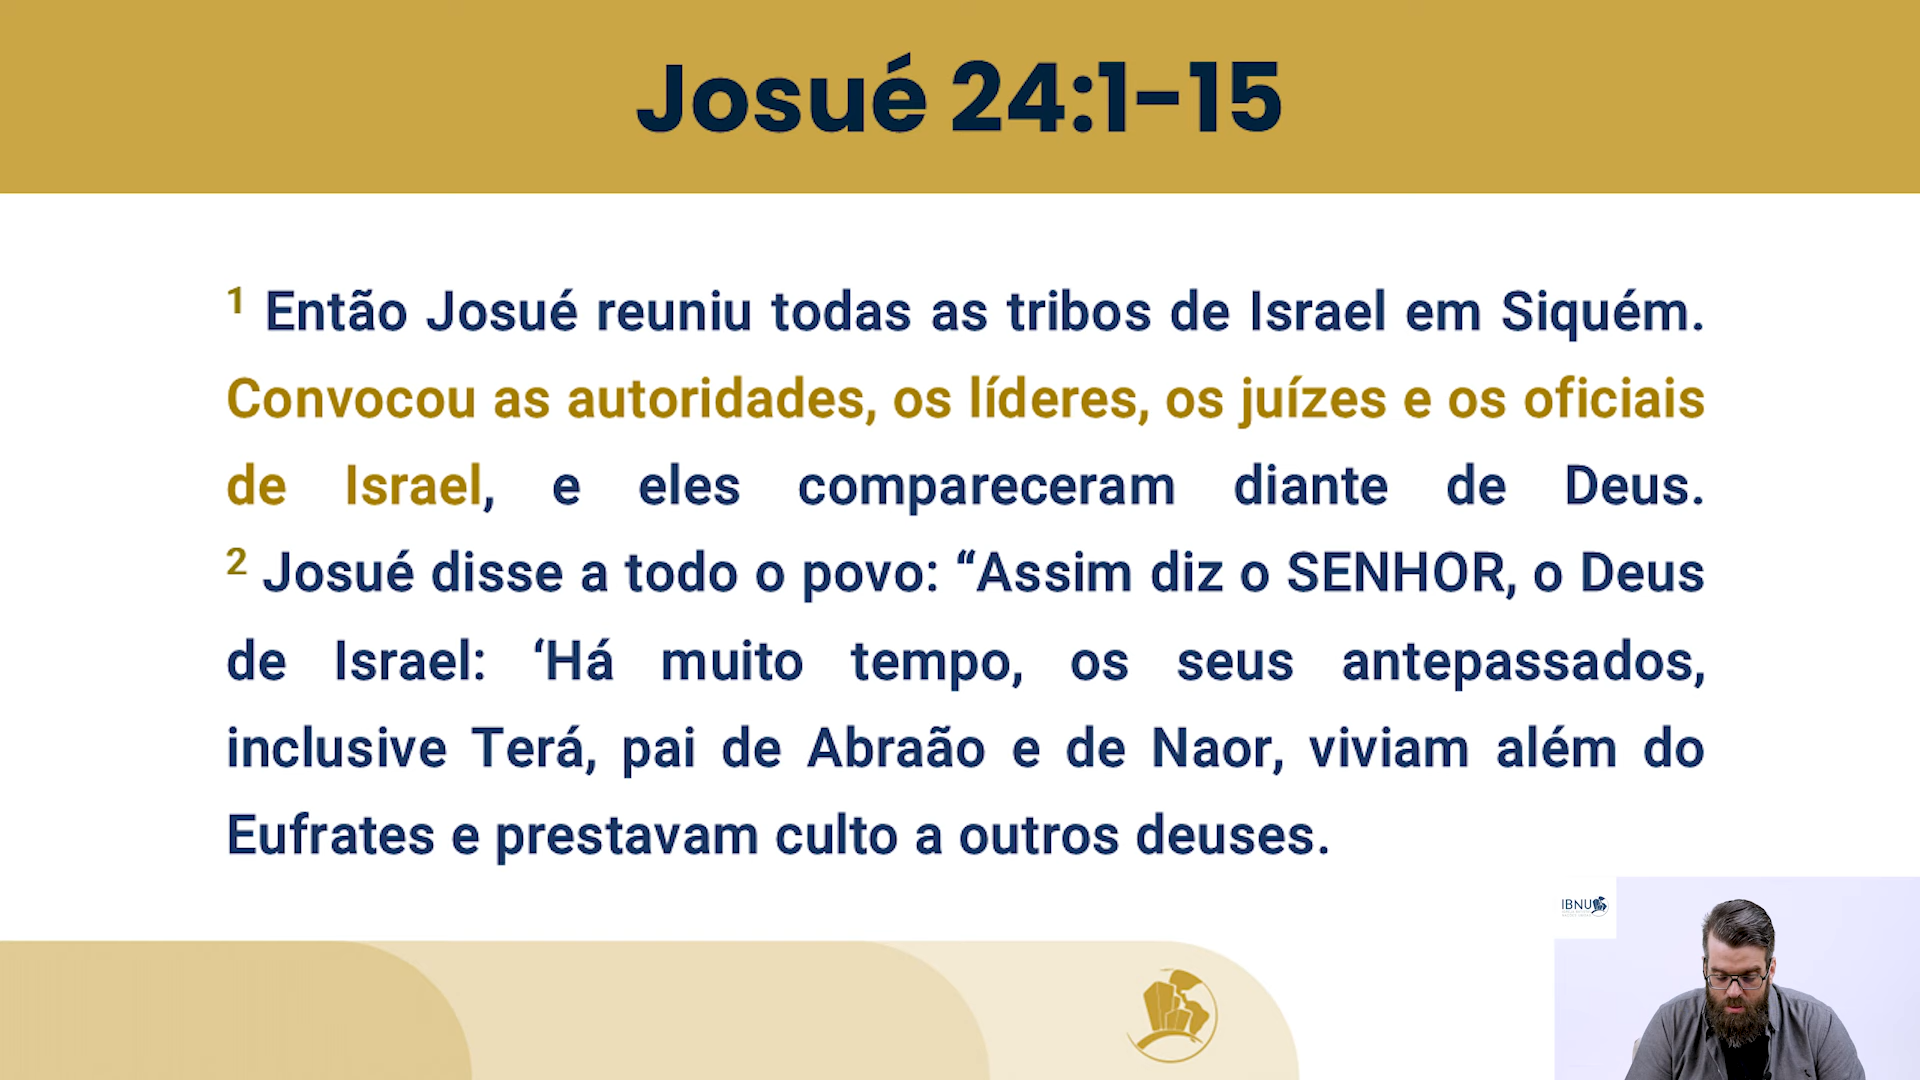 Josué 24:1-15
1 Então Josué reuniu todas as tribos de Israel em Siquém.
Convocou as autoridades, os líderes, os juízes e os oficiais
de Israel, e eles compareceram diante de Deus.
2 Josué disse a todo o povo: “Assim diz o SENHOR, o Deus
de Israel: ‘Há muito tempo, os seus antepassados,
inclusive Terá, pai de Abraão e de Naor, viviam além do
Eufrates e prestavam culto a outros deuses.
IBNU